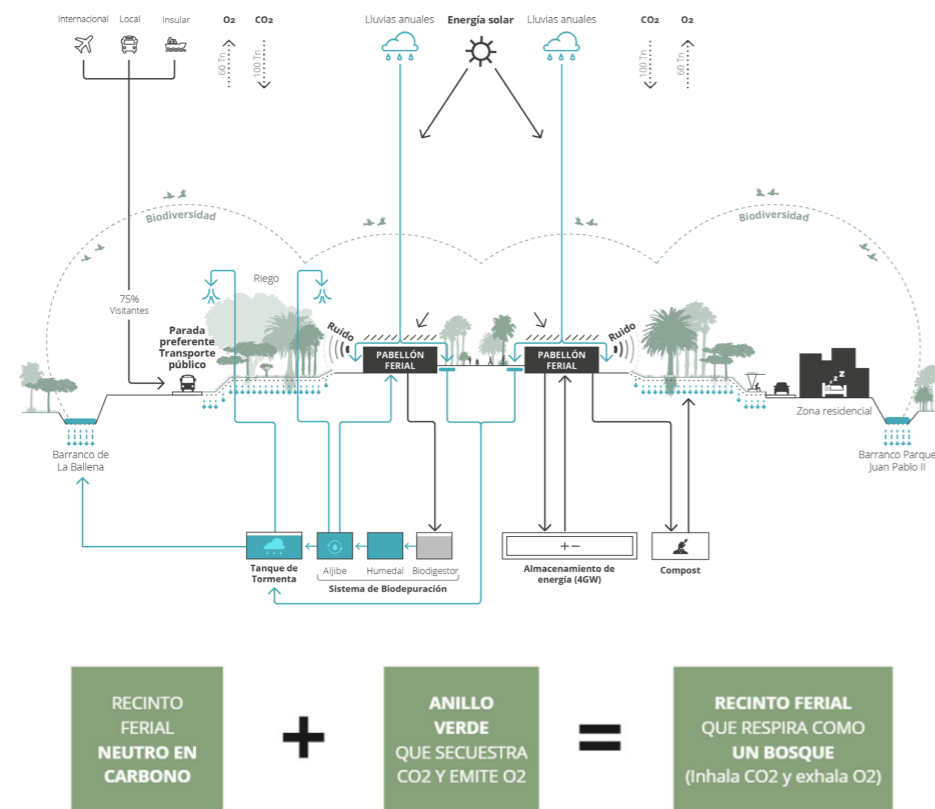 Internacional
Local
Insular
O2
CO2
60 Tn
100 Tn
Lluvias anuales
Energía solar
Lluvias anuales
CO2
O2
100 Tn
60 Tn
Biodiversidad
Biodiversidad
Riego
75%
Visitantes
Parada
preferente
Transporte
público
Ruido
PABELLÓN
FERIAL
PABELLÓN
FERIAL
Ruido
z z z
Zona residencial
Barranco de
La Ballena
Barranco Parque
Juan Pablo II
Tanque de
Tormenta
Aljibe
Humedal
Biodigestor
Sistema de Biodepuración
+ −
Almacenamiento de
energía (4GW)
Compost
RECINTO
FERIAL
NEUTRO EN
CARBONO
+
ANILLO
VERDE
QUE SECUESTRA
CO2 Y EMITE O2
=
RECINTO FERIAL
QUE RESPIRA COMO
UN BOSQUE
(Inhala CO2 y exhala O2)